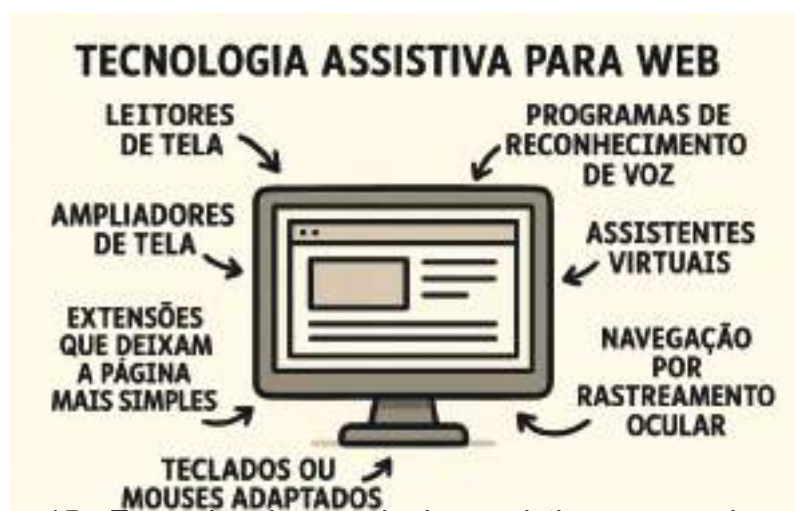 TECNOLOGIA ASSISTIVA PARA WEB
LEITORES
DE TELA
PROGRAMAS DE
RECONHECIMENTO
DE VOZ
AMPLIADORES
DE TELA
ASSISTENTES
VIRTUAIS
EXTENSÕES
QUE DEIXAM
A PÁGINA
MAIS SIMPLES
NAVEGAÇÃO
POR
RASTREAMENTO
OCULAR
TECLADOS OU
MOUSES ADAPTADOS